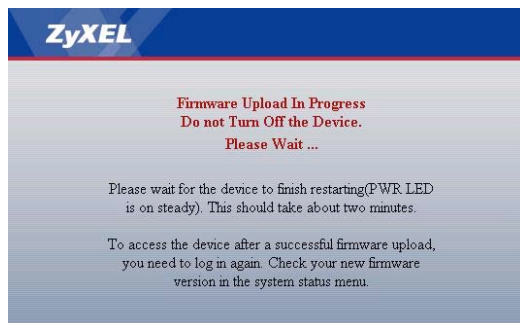 ZyXEL
Firmware Upload In Progress
Do not Turn Off the Device.
Please Wait ...
Please wait for the device to finish restarting(PWR LED
is on steady). This should take about two minutes.
To access the device after a successful firmware upload,
you need to log in again. Check your new firmware
version in the system status menu.